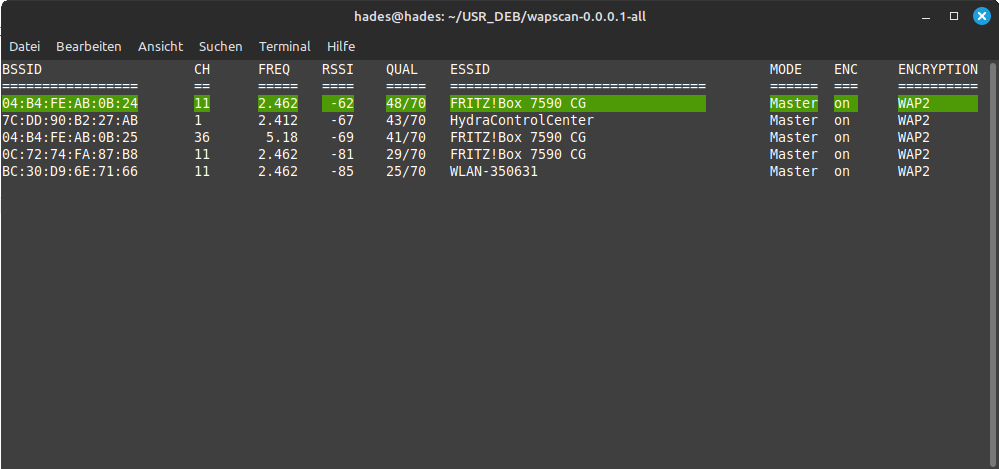 hades@hades: ~/USR_DEB/wapscan-0.0.0.1-all
Datei Bearbeiten Ansicht Suchen Terminal Hilfe
BSSID CH FREQ RSSI QUAL ESSID MODE ENC ENCRYPTION
================= == ===== ==== ===== ================================ ====== === ==========
04:B4:FE:AB:0B:24 11 2.462 -62 48/70 FRITZ!Box 7590 CG Master on WAP2
7C:DD:90:B2:27:AB 1 2.412 -67 43/70 HydraControlCenter Master on WAP2
04:B4:FE:AB:0B:25 36 5.18 -69 41/70 FRITZ!Box 7590 CG Master on WAP2
0C:72:74:FA:87:B8 11 2.462 -81 29/70 FRITZ!Box 7590 CG Master on WAP2
BC:30:D9:6E:71:66 11 2.462 -85 25/70 WLAN-350631 Master on WAP2